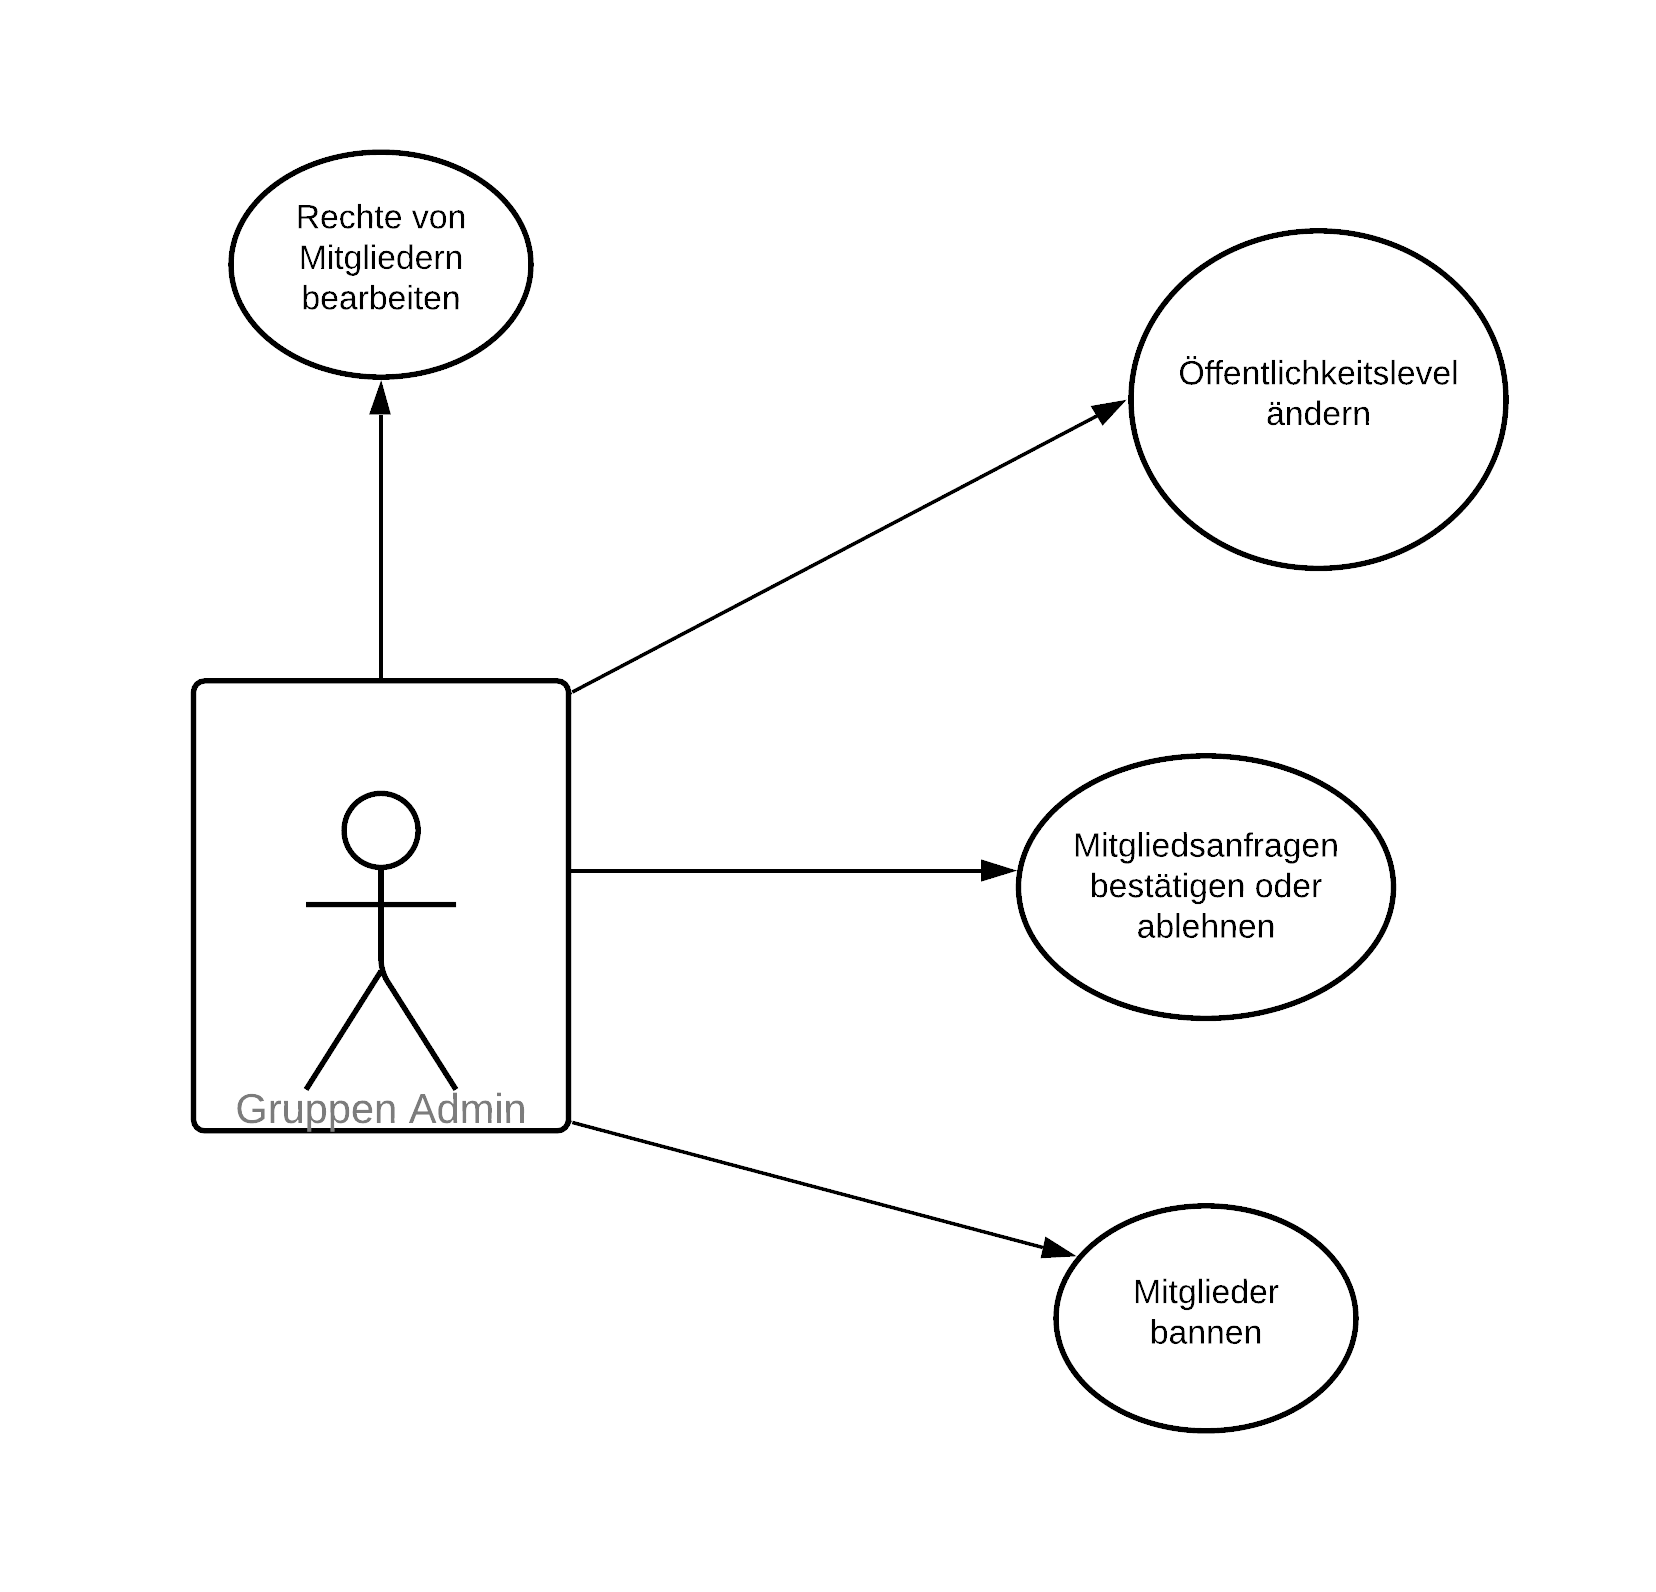 Rechte von
Mitgliedern
bearbeiten
Öffentlichkeitslevel
ändern
Mitgliedsanfragen
bestätigen oder
ablehnen
Gruppen Admin
Mitglieder
bannen